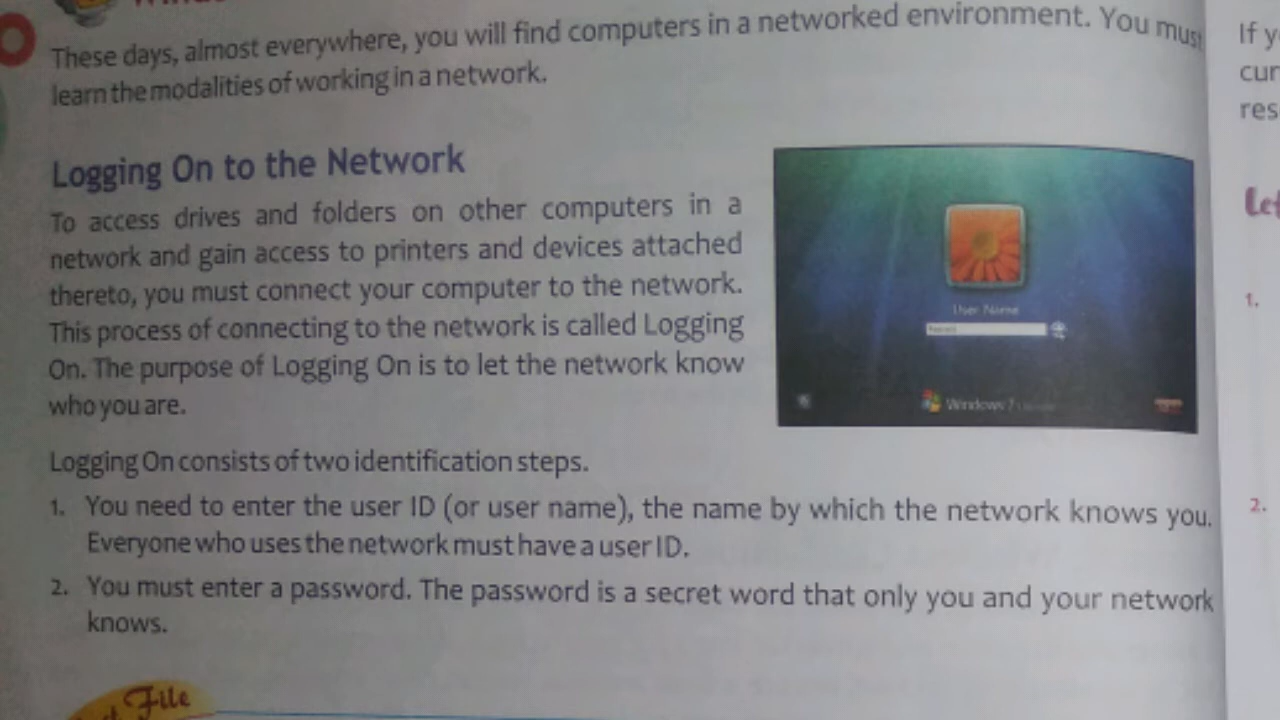 These days, almost everywhere, you will find computers in a networked environment. You must
learn the modalities of working in a network.
Logging On to the Network
To access drives and folders on other computers in a
network and gain access to printers and devices attached
thereto, you must connect your computer to the network.
This process of connecting to the network is called Logging
On. The purpose of Logging On is to let the network know
who you are.
User Name
Windows 7
Logging On consists of two identification steps.
1. You need to enter the user ID (or user name), the name by which the network knows you.
Everyone who uses the network must have a user ID.
2. You must enter a password. The password is a secret word that only you and your network
knows.
File
If
1.
2.